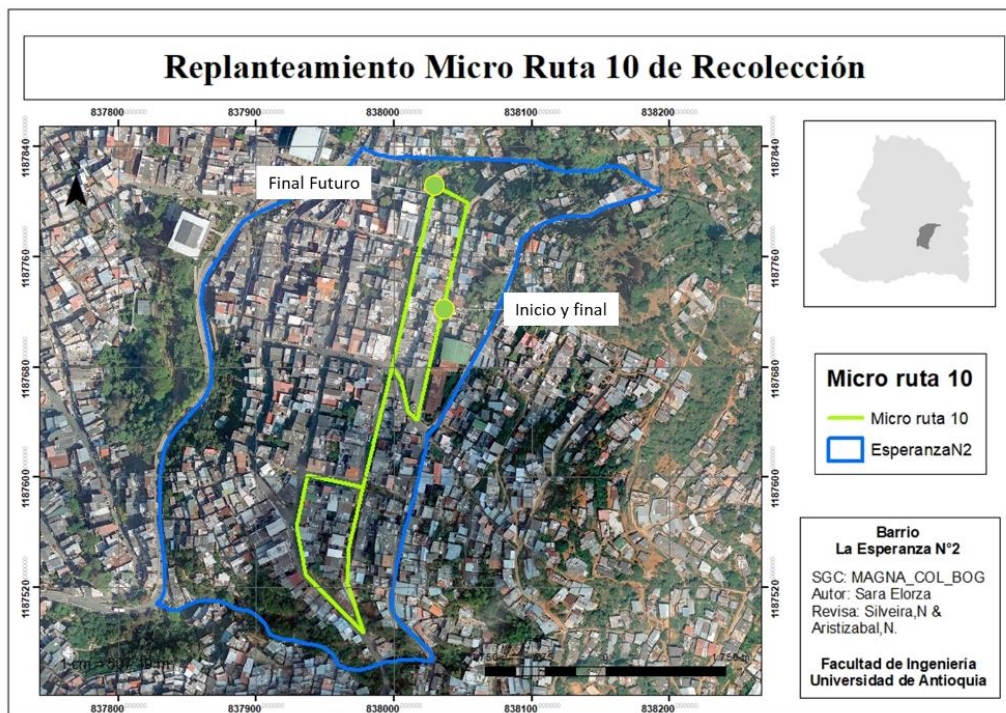 Replanteamiento Micro Ruta 10 de Recolección
837800
837900
838000
838100
838200
1187840
1187760
1187680
1187600
1187520
1187840
1187760
1187680
1187600
1187520
Final Futuro
Inicio y final
837800
837900
838000
838100
838200
Micro ruta 10
Micro ruta 10
EsperanzaN2
Barrio
La Esperanza N°2
SGC: MAGNA_COL_BOG
Autor: Sara Elorza
Revisa: Silveira,N &
Aristizabal,N.
Facultad de Ingenieria
Universidad de Antioquia